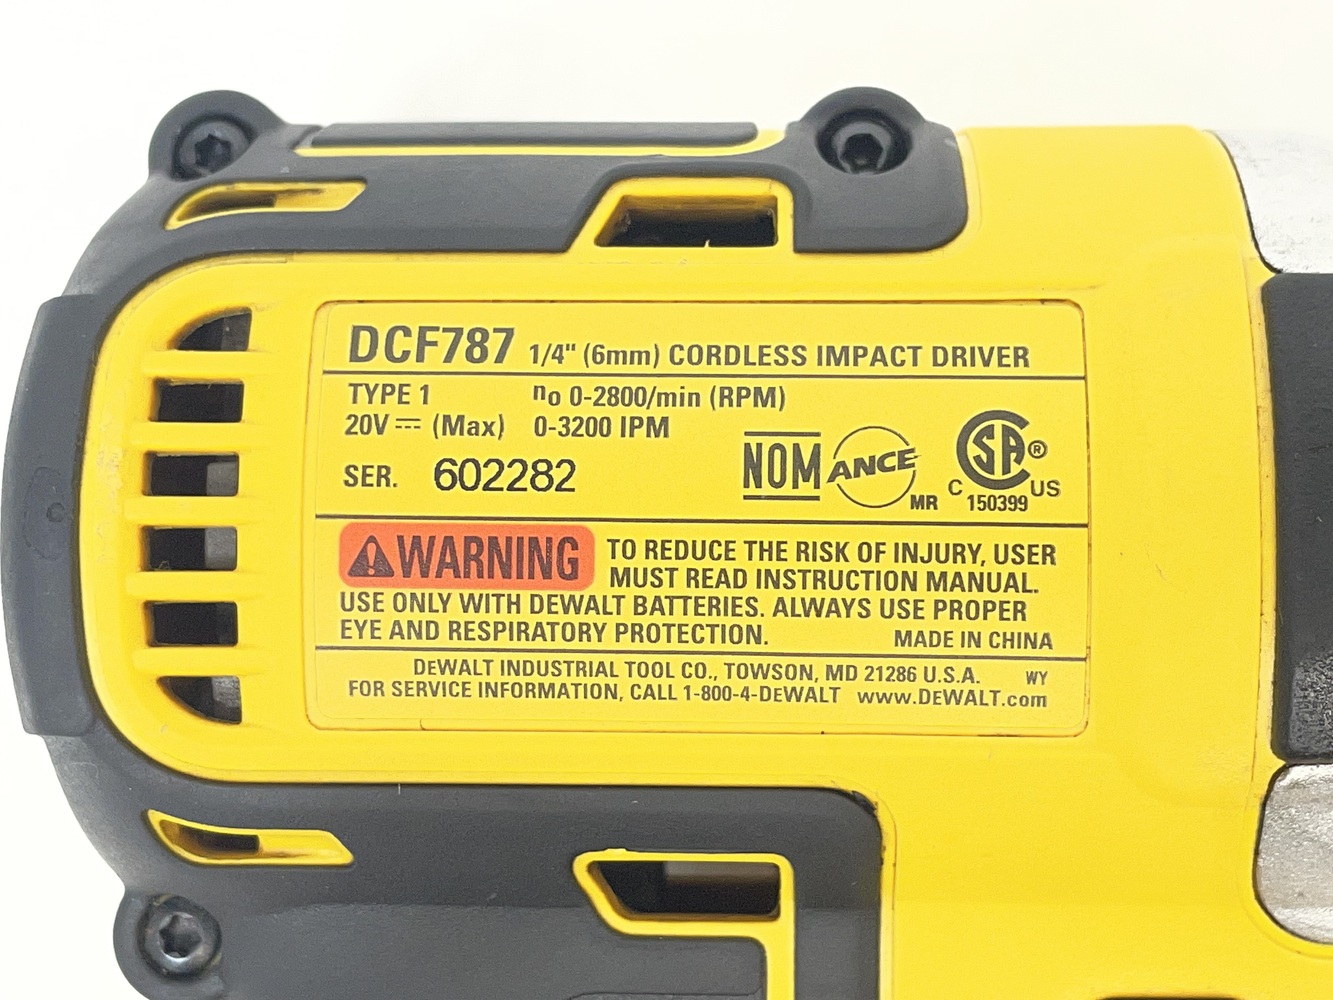 DCF787 1/4" (6mm) CORDLESS IMPACT DRIVER
TYPE 1 no 0-2800/min (RPM)
20V ⎓ (Max) 0-3200 IPM
SER. 602282
NOM ANCE MR
CSA ® C US 150399
⚠WARNING TO REDUCE THE RISK OF INJURY, USER
MUST READ INSTRUCTION MANUAL.
USE ONLY WITH DEWALT BATTERIES. ALWAYS USE PROPER
EYE AND RESPIRATORY PROTECTION. MADE IN CHINA
DEWALT INDUSTRIAL TOOL CO., TOWSON, MD 21286 U.S.A. WY
FOR SERVICE INFORMATION, CALL 1-800-4-DEWALT www.DEWALT.com